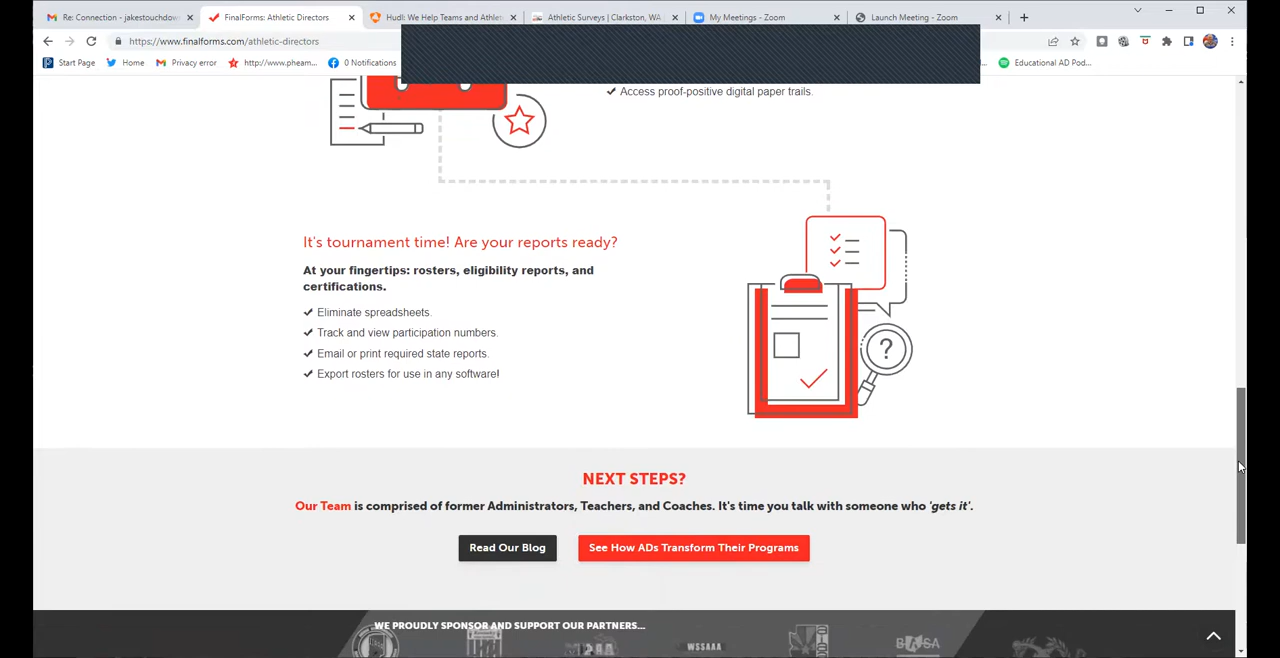 Re: Connection - jakestouchdow
FinalForms: Athletic Directors
Hudl: We Help Teams and Athlet
Athletic Surveys | Clarkston, WA
My Meetings - Zoom
Launch Meeting - Zoom
https://www.finalforms.com/athletic-directors
Start Page
Home
Privacy error
http://www.pheam...
0 Notifications
Educational AD Pod...
Access proof-positive digital paper trails.
It's tournament time! Are your reports ready?
At your fingertips: rosters, eligibility reports, and
certifications.
Eliminate spreadsheets.
Track and view participation numbers.
Email or print required state reports.
Export rosters for use in any software!
?
NEXT STEPS?
Our Team is comprised of former Administrators, Teachers, and Coaches. It's time you talk with someone who 'gets it'.
Read Our Blog
See How ADs Transform Their Programs
WE PROUDLY SPONSOR AND SUPPORT OUR PARTNERS...
WSSAAA